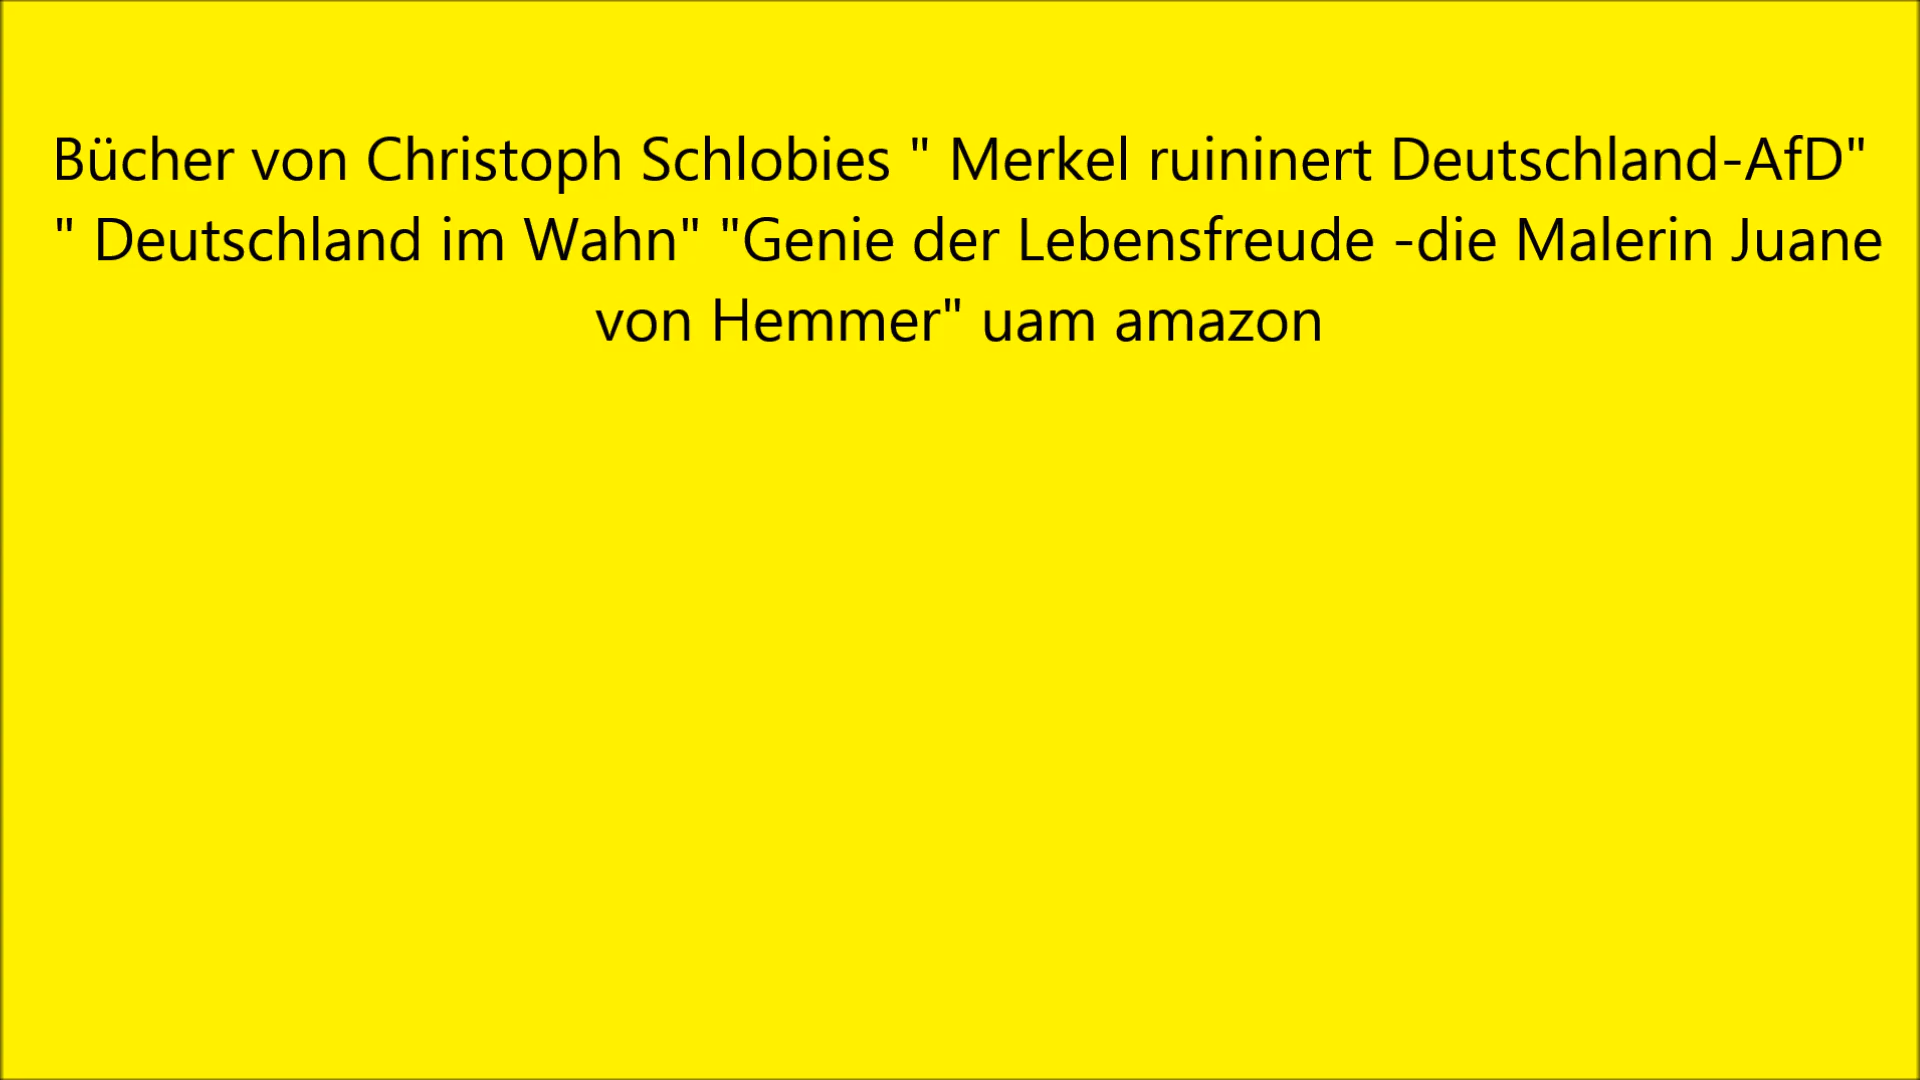 Bücher von Christoph Schlobies " Merkel ruininert Deutschland-AfD"
" Deutschland im Wahn" "Genie der Lebensfreude -die Malerin Juane
von Hemmer" uam amazon